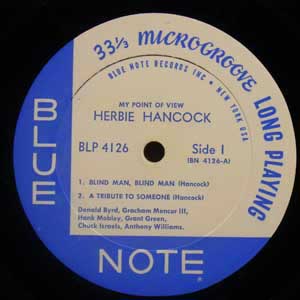 33⅓ MICROGROOVE LONG PLAYING
BLUE NOTE RECORDS INC • NEW YORK USA
MY POINT OF VIEW
HERBIE HANCOCK
BLP 4126 Side 1
(BN 4126-A)
1. BLIND MAN, BLIND MAN (Hancock)
2. A TRIBUTE TO SOMEONE (Hancock)
Donald Byrd, Gracham Moncur III,
Hank Mobley, Grant Green,
Chuck Israels, Anthony Williams.
BLUE
NOTE